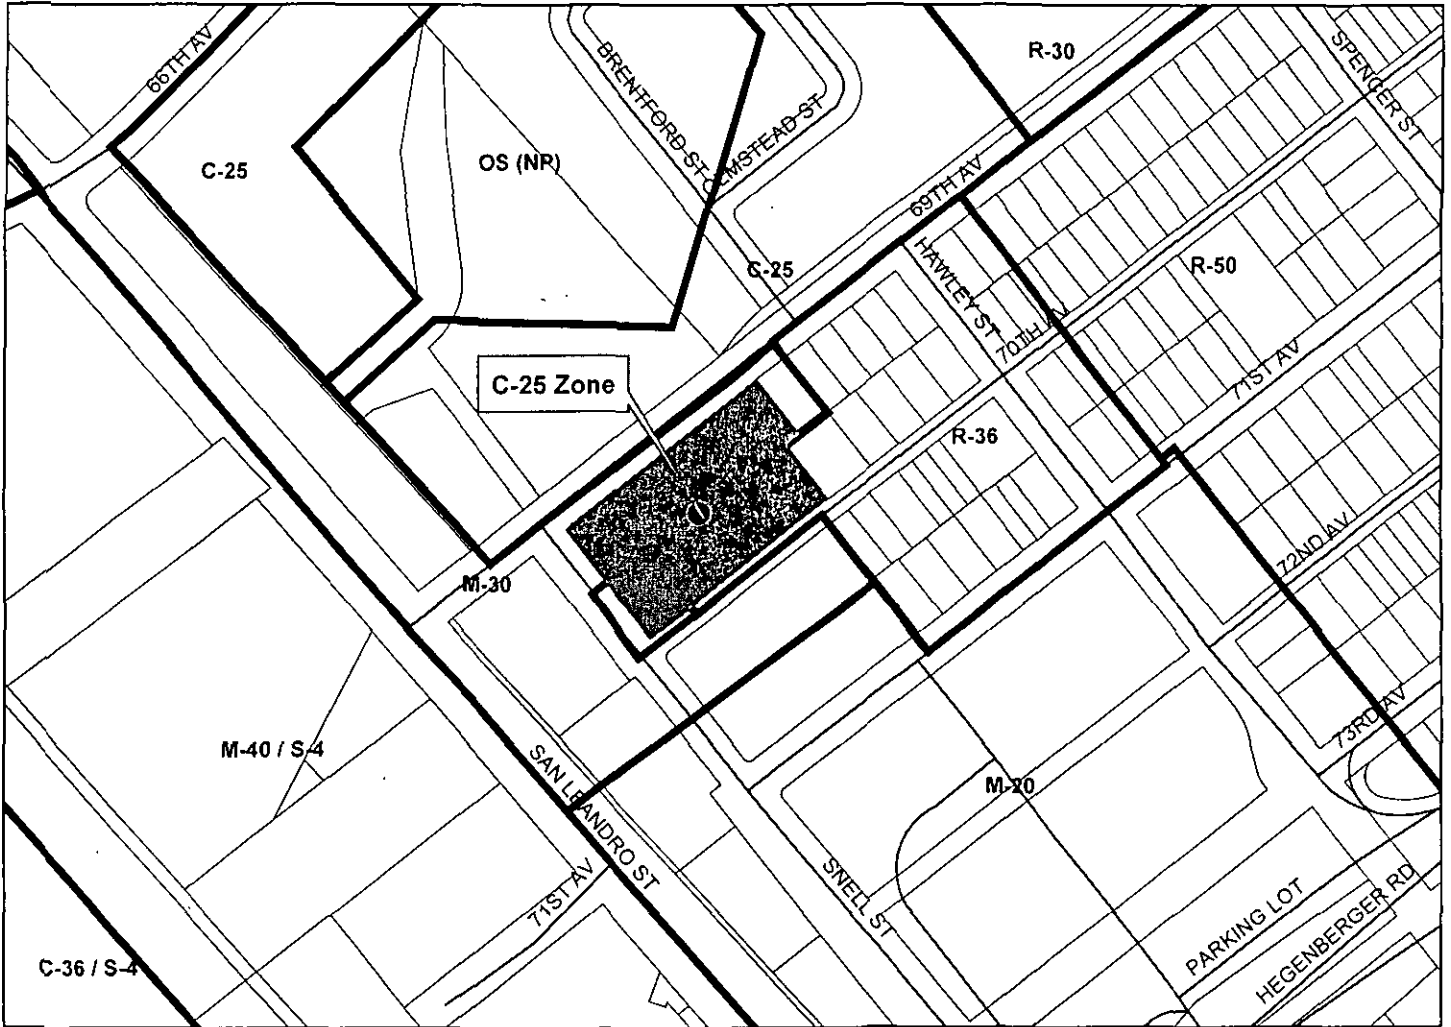 66TH AV
BRENTFORD ST
R-30
SPENCER ST
C-25
OS (NP)
OLMSTEAD ST
69TH AV
C-25
HAWLEY ST
R-50
70TH AV
71ST AV
C-25 Zone
R-36
72ND AV
M-30
73RD AV
M-40 / S-4
SAN LEANDRO ST
M-20
SNELL ST
71ST AV
PARKING LOT
HEGENBERGER RD
C-36 / S-4